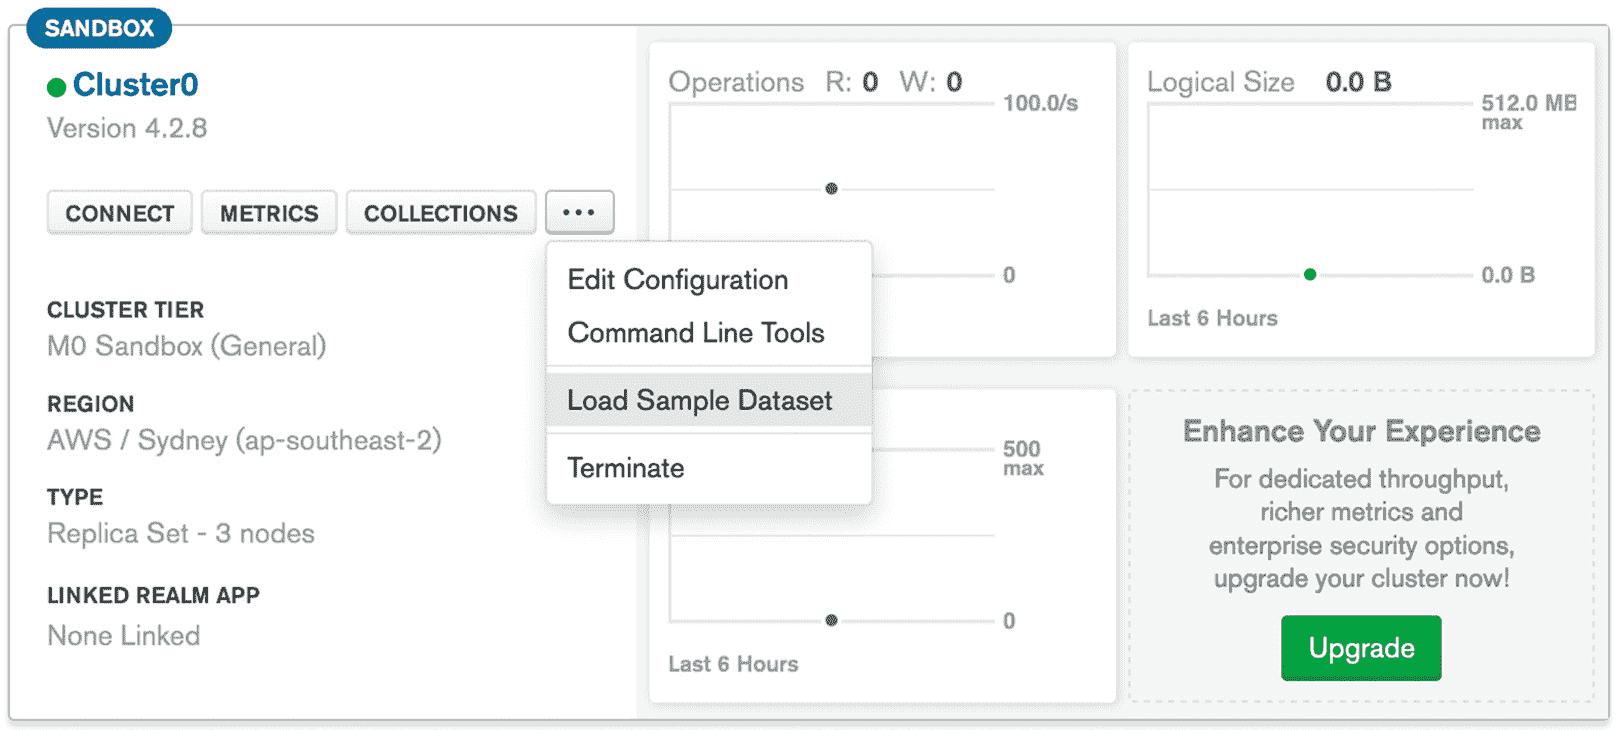 SANDBOX
Cluster0
Version 4.2.8
CONNECT
METRICS
COLLECTIONS
...
Edit Configuration
Command Line Tools
Load Sample Dataset
Terminate
CLUSTER TIER
M0 Sandbox (General)
REGION
AWS / Sydney (ap-southeast-2)
TYPE
Replica Set - 3 nodes
LINKED REALM APP
None Linked
Operations R: 0 W: 0
100.0/s
0
Logical Size 0.0 B
512.0 MB
max
0.0 B
Last 6 Hours
500
max
0
Last 6 Hours
Enhance Your Experience
For dedicated throughput,
richer metrics and
enterprise security options,
upgrade your cluster now!
Upgrade